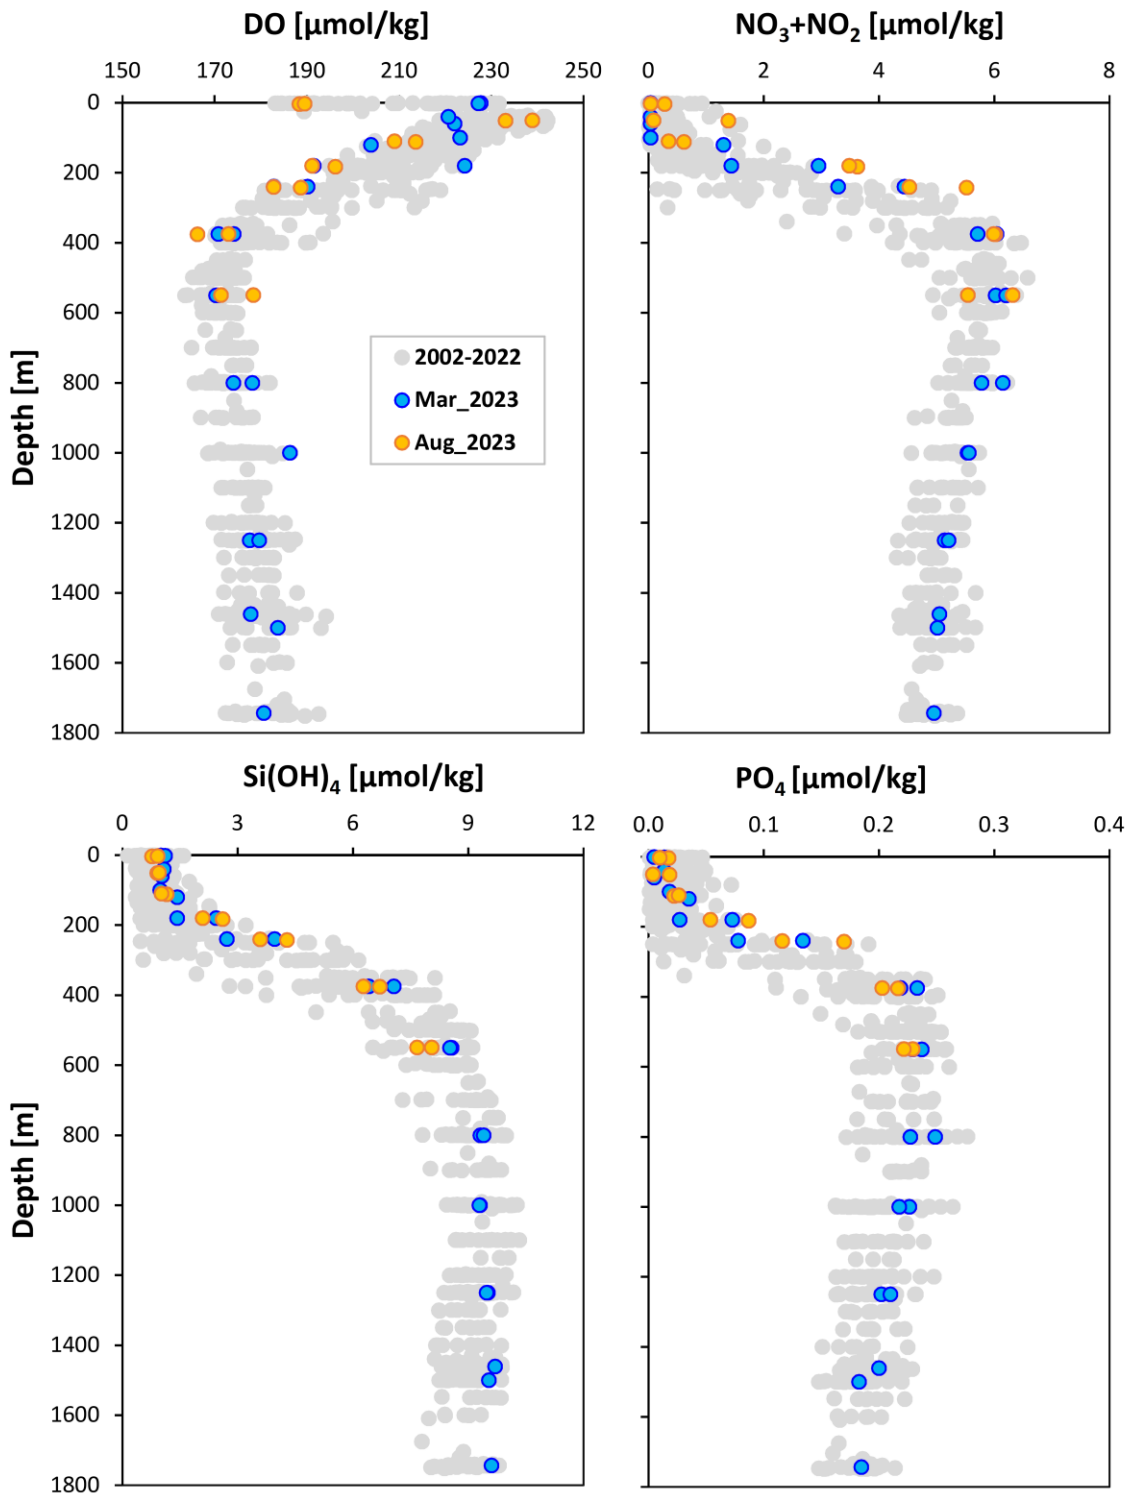 DO [µmol/kg]
NO₃+NO₂ [µmol/kg]
150 170 190 210 230 250
0 2 4 6 8
0
200
400
600
800
1000
1200
1400
1600
1800
Depth [m]
2002-2022
Mar_2023
Aug_2023
Si(OH)₄ [µmol/kg]
PO₄ [µmol/kg]
0 3 6 9 12
0.0 0.1 0.2 0.3 0.4
0
200
400
600
800
1000
1200
1400
1600
1800
Depth [m]